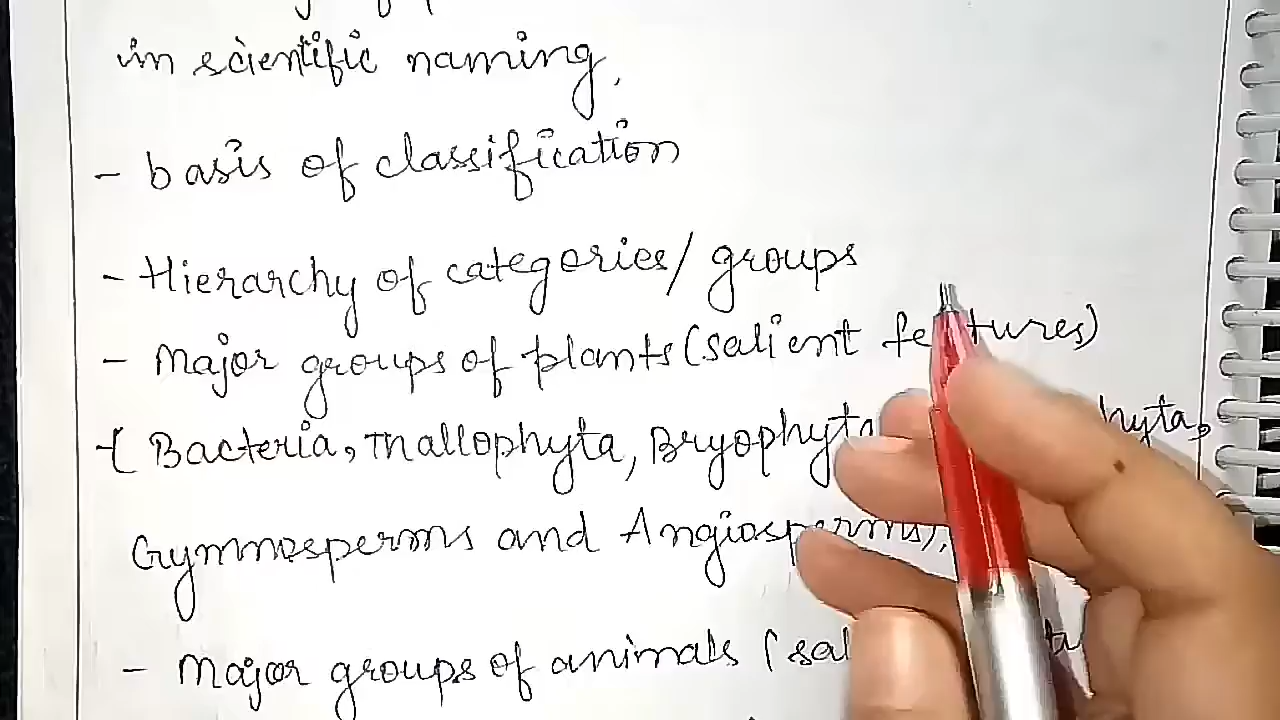 in scientific naming.
- basis of classification
- Hierarchy of categories/groups
- Major groups of plants (salient features)
- { Bacteria, Thallophyta, Bryophyta
Gymnosperms and Angiosperms),
- Major groups of animals (